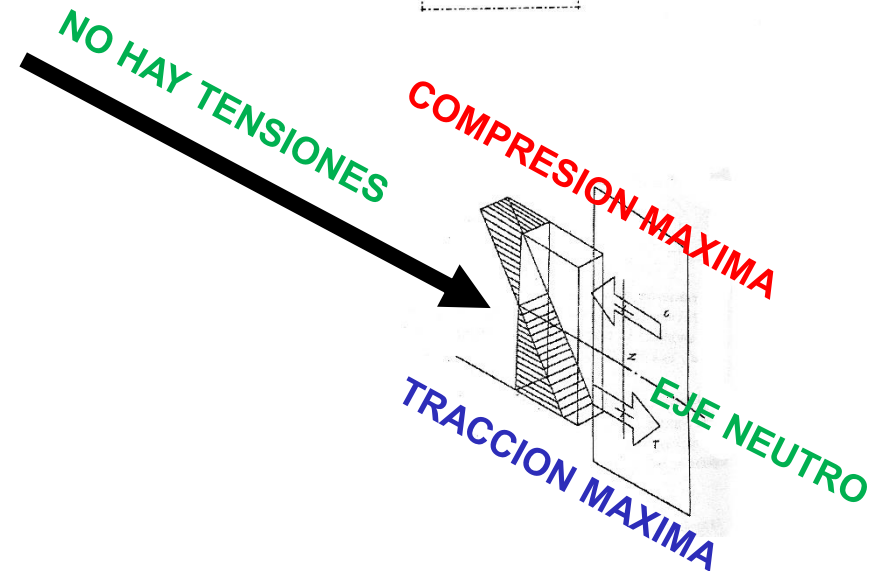 NO HAY TENSIONES
COMPRESION MAXIMA
C
Z
EJE NEUTRO
T
TRACCION MAXIMA